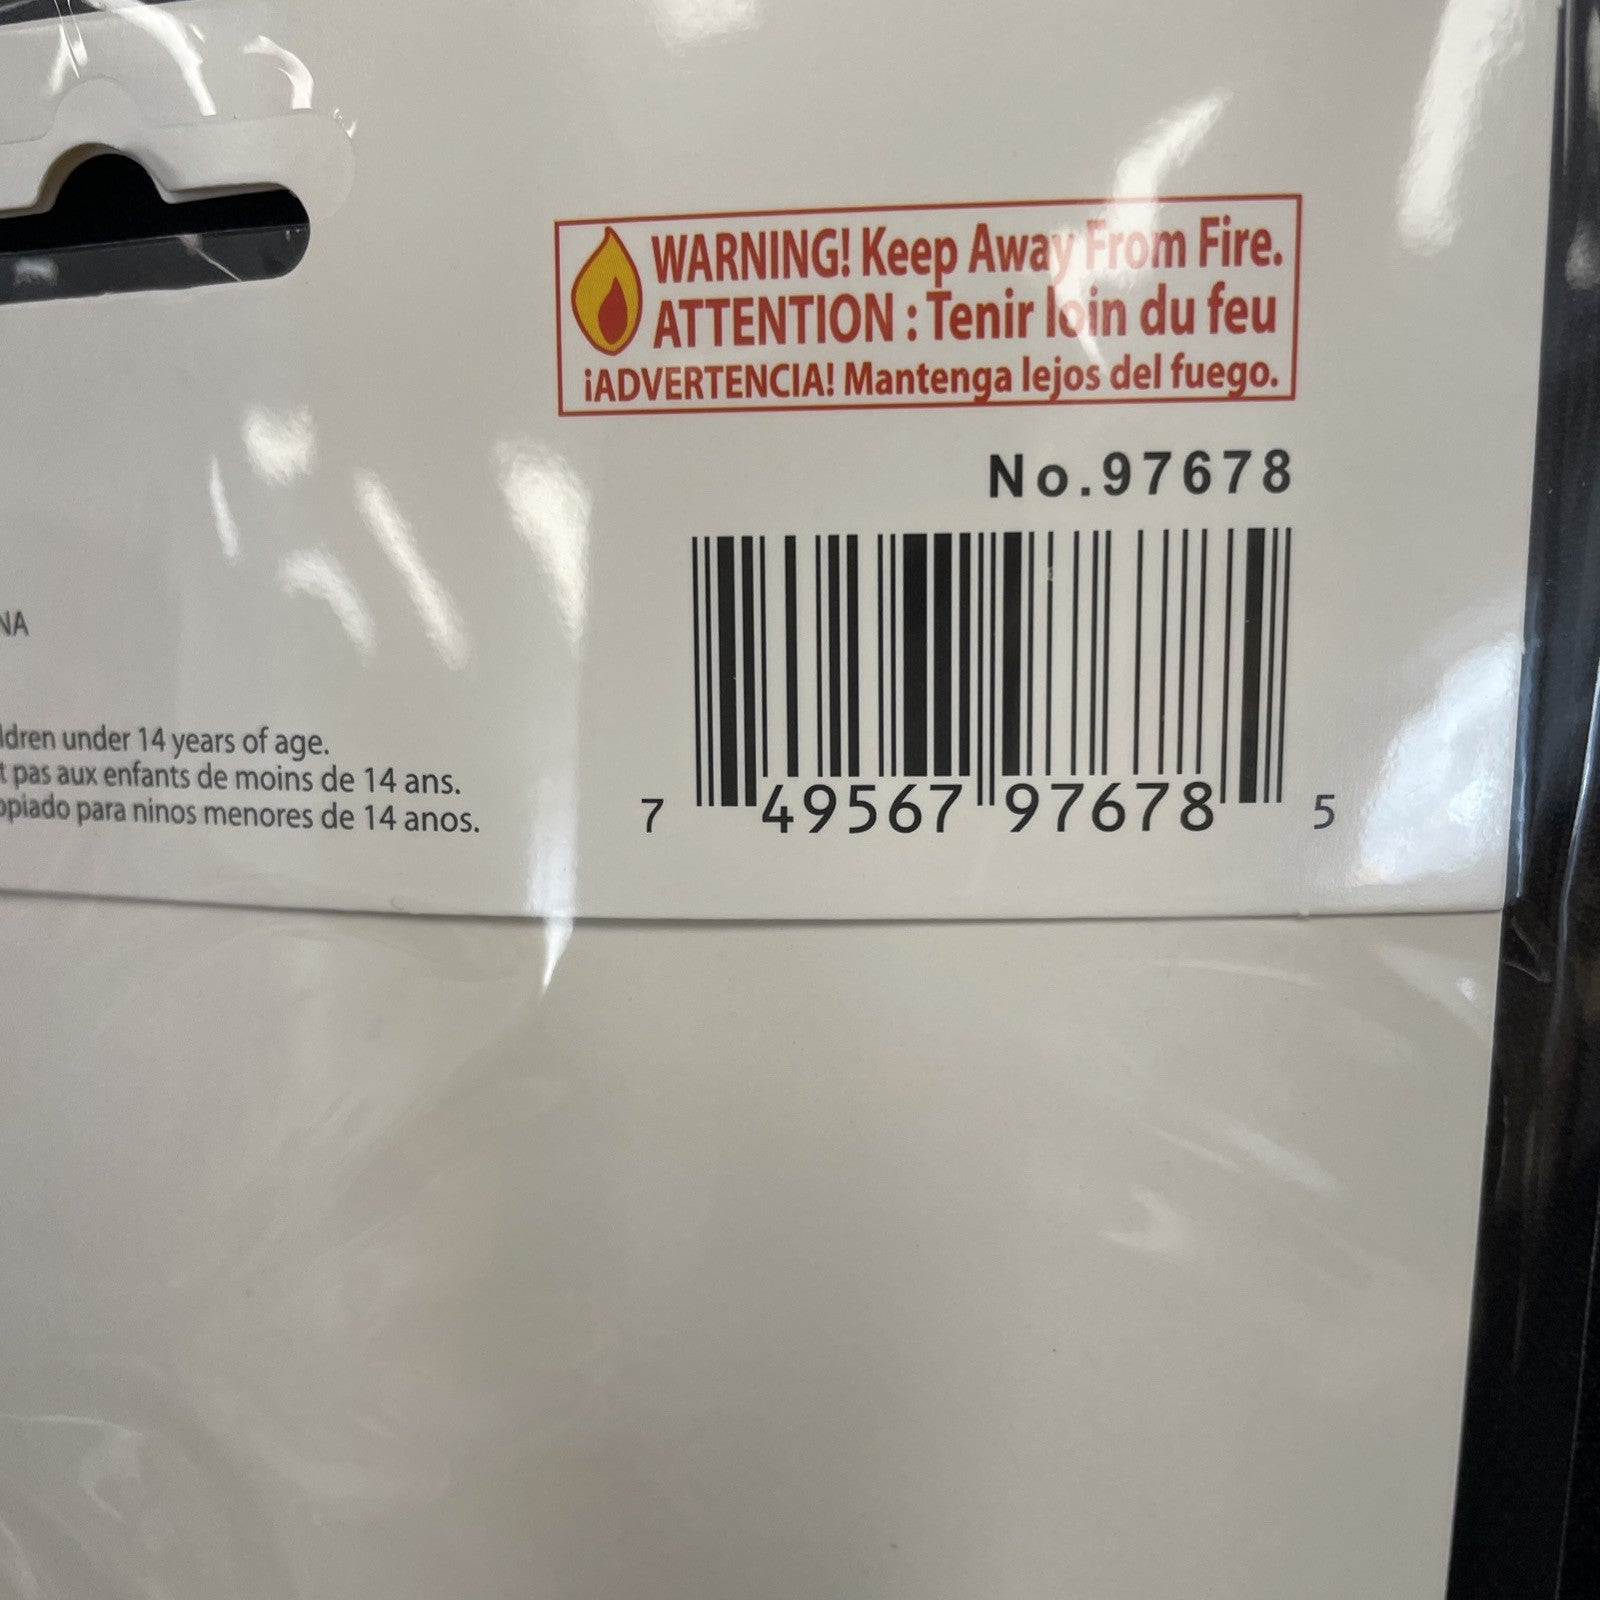 WARNING! Keep Away From Fire.
ATTENTION : Tenir loin du feu
¡ADVERTENCIA! Mantenga lejos del fuego.
No.97678
7 49567 97678 5
NA
ldren under 14 years of age.
t pas aux enfants de moins de 14 ans.
opiado para ninos menores de 14 anos.